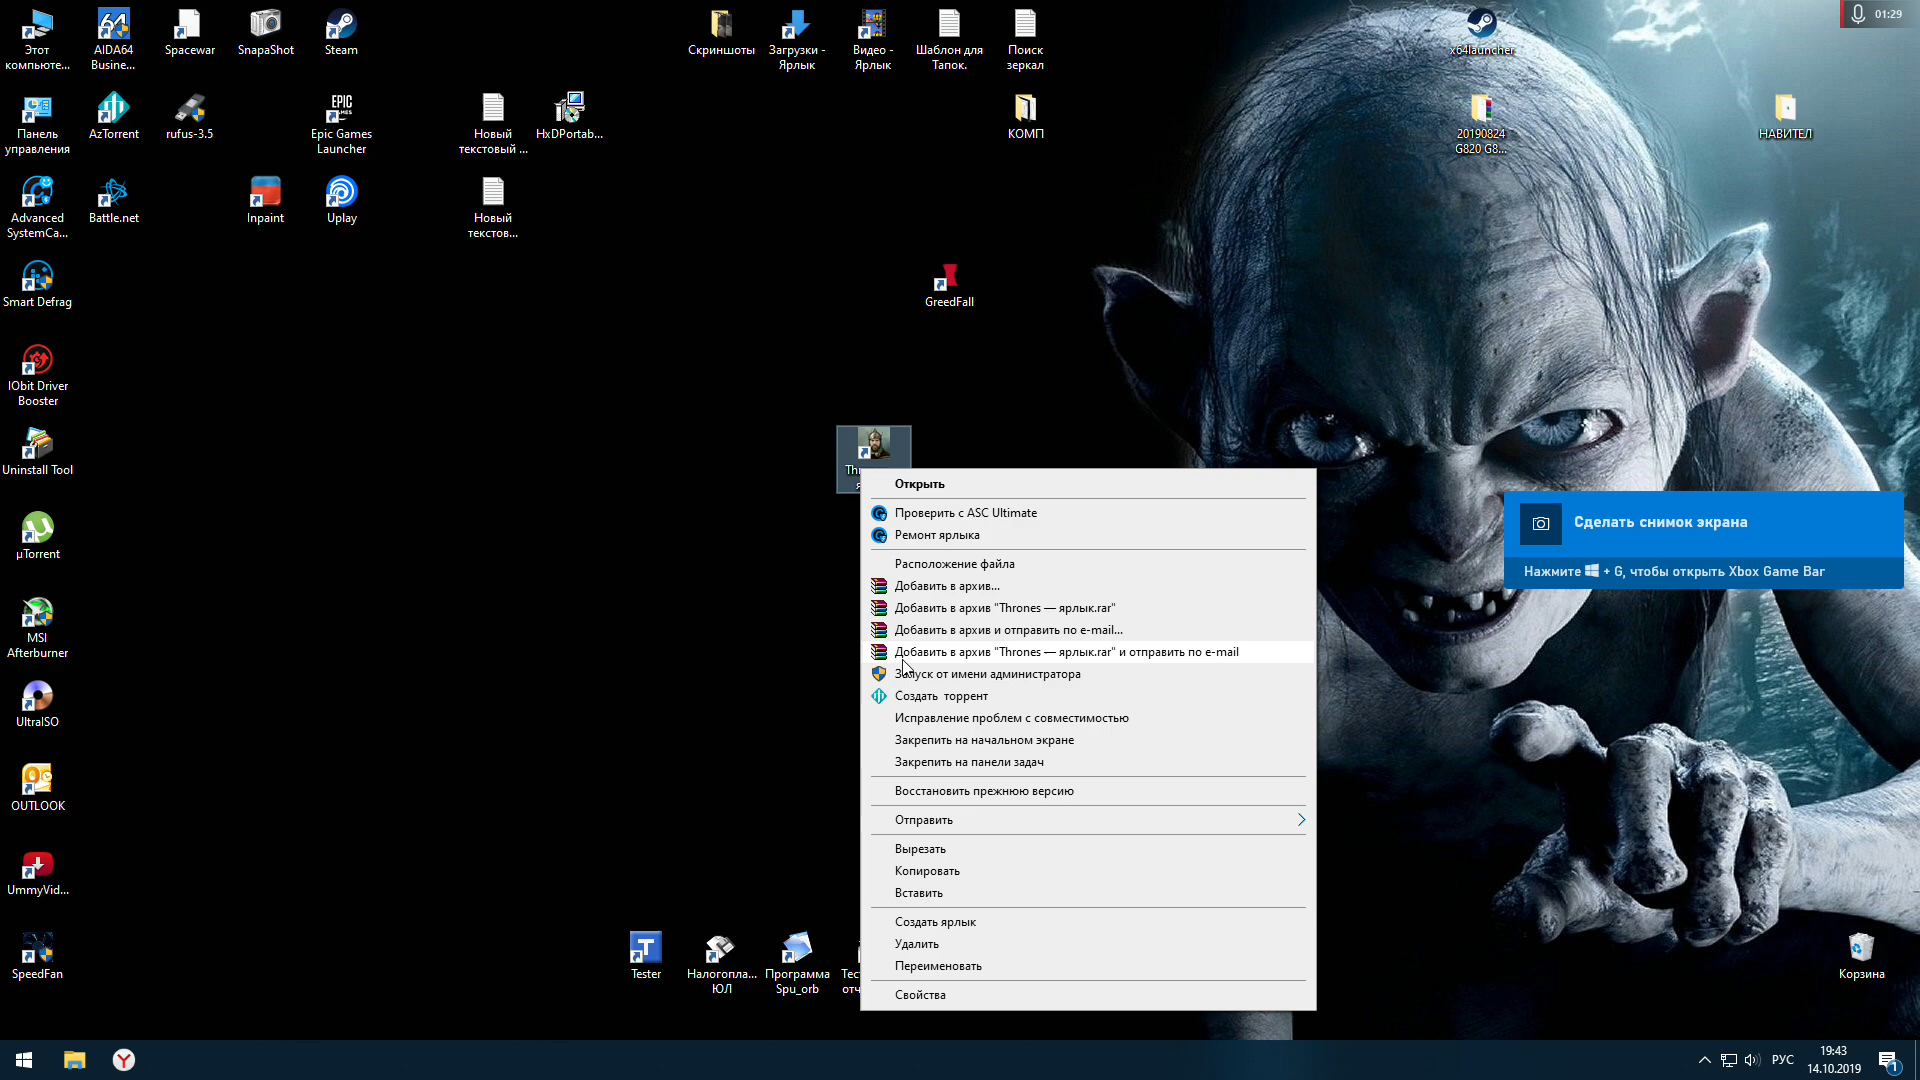 Этот
компьюте...
AIDA64
Busine...
Spacewar
SnapaShot
Steam
Скриншоты
Загрузки -
Ярлык
Видео -
Ярлык
Шаблон для
Тапок.
Поиск
зеркал
x64launcher
01:29
Панель
управления
AzTorrent
rufus-3.5
EPIC
GAMES
Epic Games
Launcher
Новый
текстовый ...
HxDPortab...
КОМП
20190824
G820 G8...
НАВИТЕЛ
Advanced
SystemCa...
Battle.net
Inpaint
Uplay
Новый
текстов...
Smart Defrag
GreedFall
IObit Driver
Booster
Uninstall Tool
Открыть
Проверить с ASC Ultimate
Ремонт ярлыка
Расположение файла
Добавить в архив...
Добавить в архив "Thrones — ярлык.rar"
Добавить в архив и отправить по e-mail...
Добавить в архив "Thrones — ярлык.rar" и отправить по e-mail
Запуск от имени администратора
Создать торрент
Исправление проблем с совместимостью
Закрепить на начальном экране
Закрепить на панели задач
Восстановить прежнюю версию
Отправить
Вырезать
Копировать
Вставить
Создать ярлык
Удалить
Переименовать
Свойства
Сделать снимок экрана
Нажмите + G, чтобы открыть Xbox Game Bar
µTorrent
MSI
Afterburner
UltraISO
OUTLOOK
UmmyVid...
SpeedFan
Tester
Налогопла...
ЮЛ
Программа
Spu_orb
Корзина
РУС
19:43
14.10.2019
1